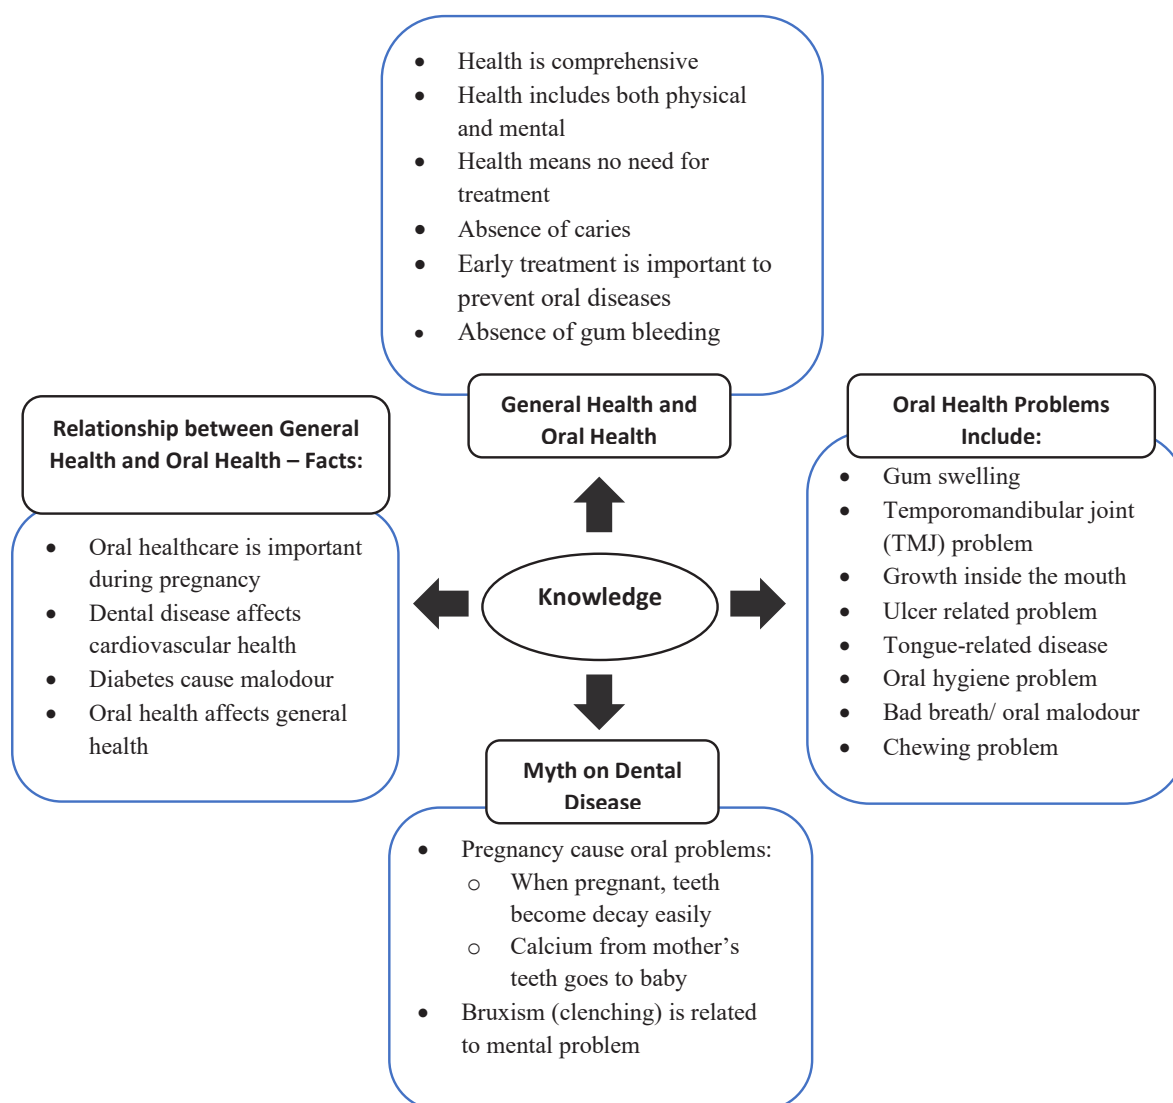 • Health is comprehensive
• Health includes both physical
and mental
• Health means no need for
treatment
• Absence of caries
• Early treatment is important to
prevent oral diseases
• Absence of gum bleeding
General Health and
Oral Health
Relationship between General
Health and Oral Health – Facts:
• Oral healthcare is important
during pregnancy
• Dental disease affects
cardiovascular health
• Diabetes cause malodour
• Oral health affects general
health
Knowledge
Oral Health Problems
Include:
• Gum swelling
• Temporomandibular joint
(TMJ) problem
• Growth inside the mouth
• Ulcer related problem
• Tongue-related disease
• Oral hygiene problem
• Bad breath/ oral malodour
• Chewing problem
Myth on Dental
Disease
• Pregnancy cause oral problems:
o When pregnant, teeth
become decay easily
o Calcium from mother’s
teeth goes to baby
• Bruxism (clenching) is related
to mental problem